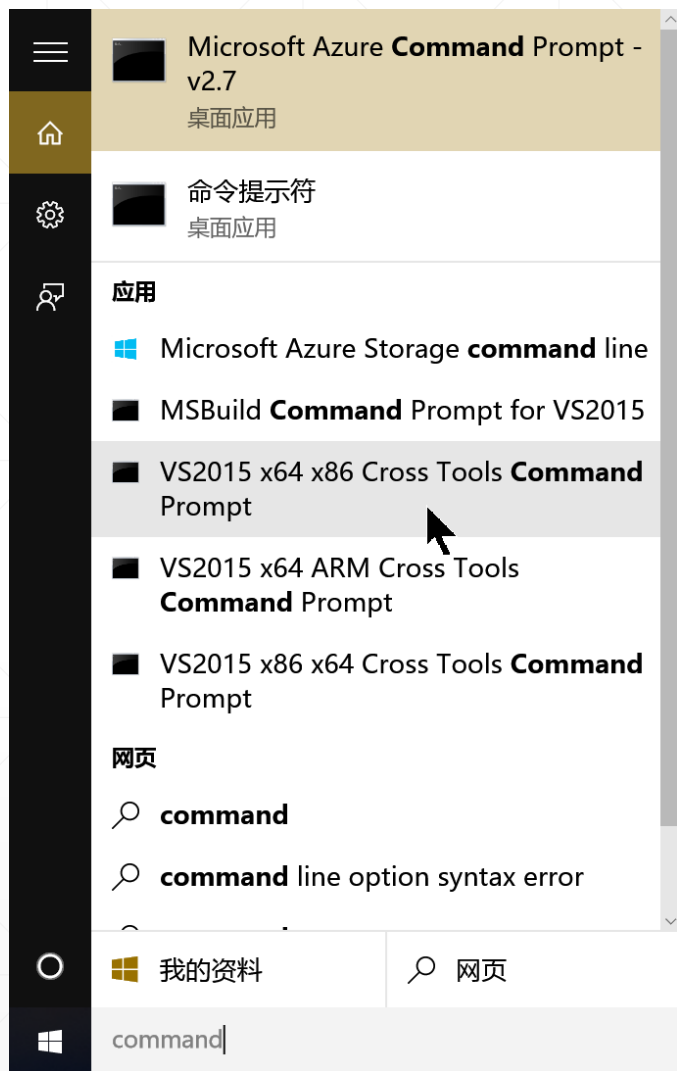 Microsoft Azure Command Prompt -
v2.7
桌面应用
命令提示符
桌面应用
应用
Microsoft Azure Storage command line
MSBuild Command Prompt for VS2015
VS2015 x64 x86 Cross Tools Command
Prompt
VS2015 x64 ARM Cross Tools
Command Prompt
VS2015 x86 x64 Cross Tools Command
Prompt
网页
command
command line option syntax error
我的资料
网页
command